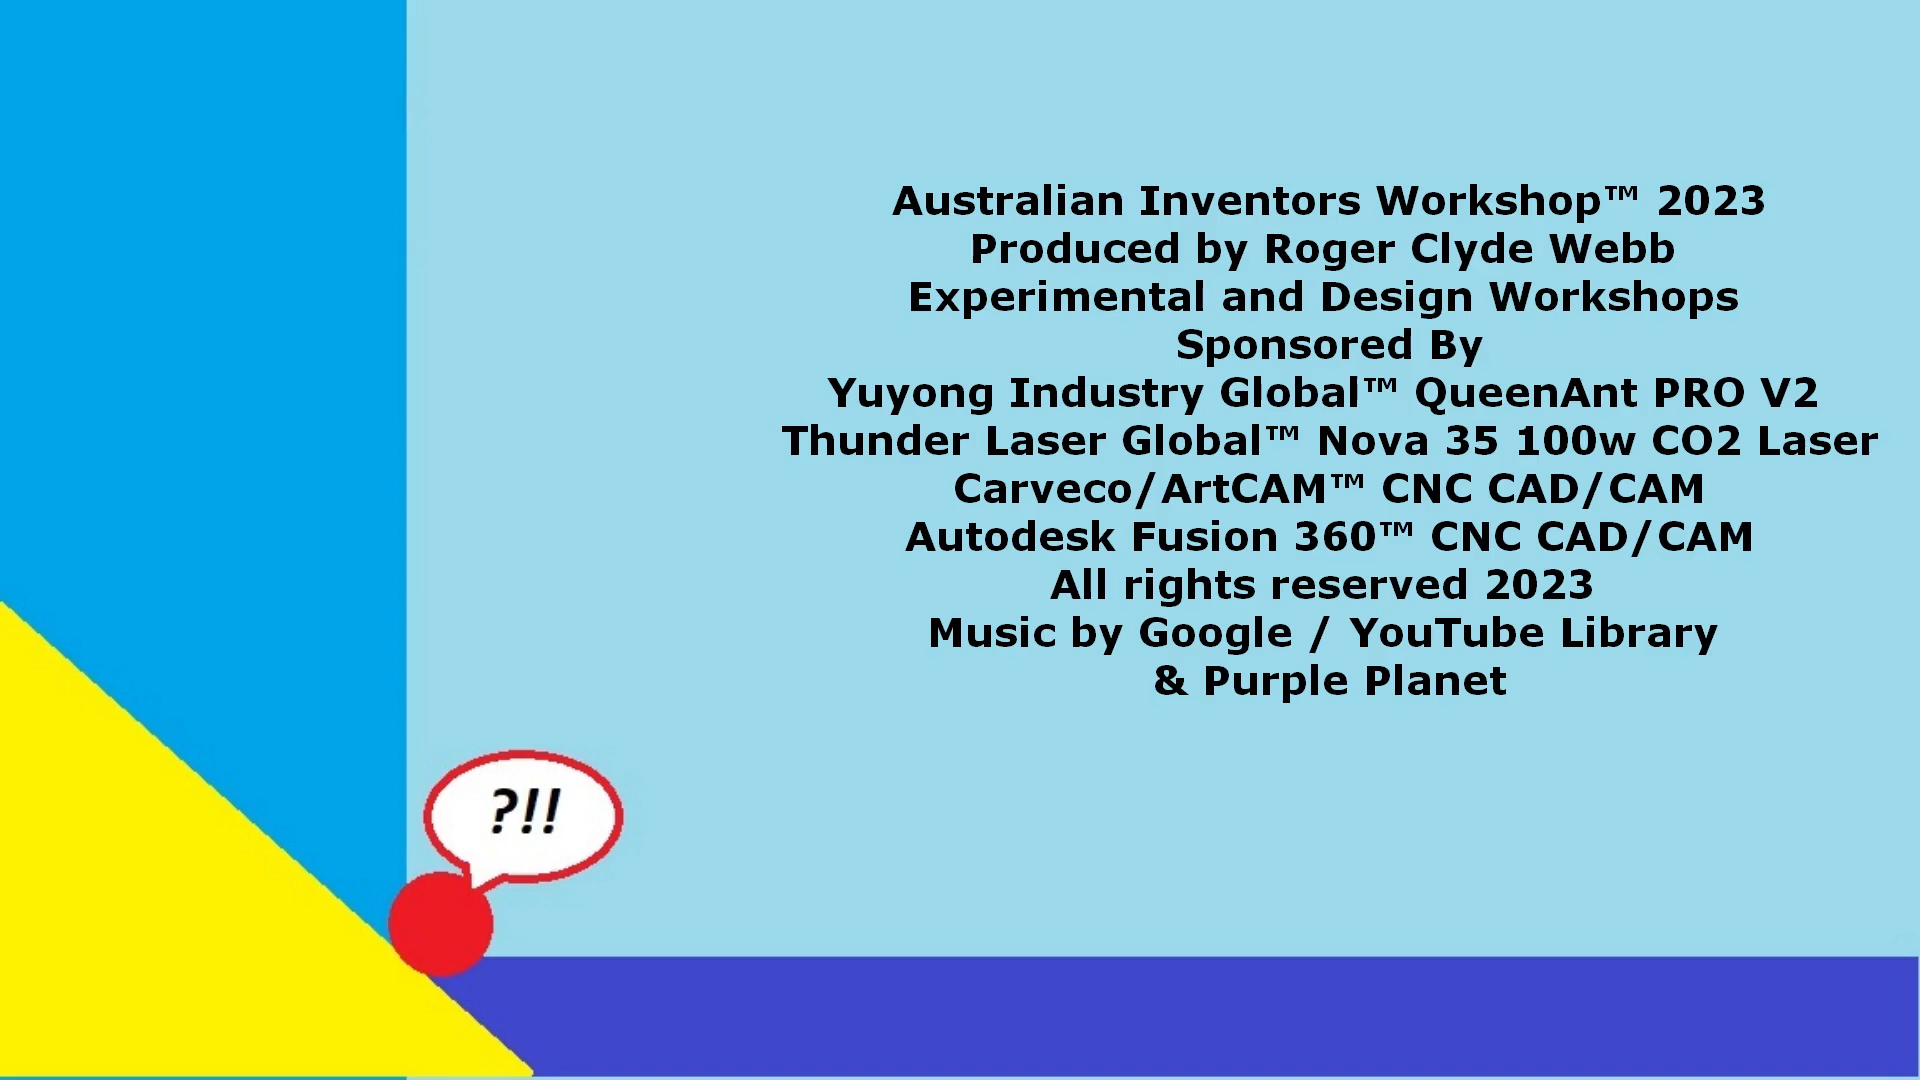 Australian Inventors Workshop™ 2023
Produced by Roger Clyde Webb
Experimental and Design Workshops
Sponsored By
Yuyong Industry Global™ QueenAnt PRO V2
Thunder Laser Global™ Nova 35 100w CO2 Laser
Carveco/ArtCAM™ CNC CAD/CAM
Autodesk Fusion 360™ CNC CAD/CAM
All rights reserved 2023
Music by Google / YouTube Library
& Purple Planet
?!!